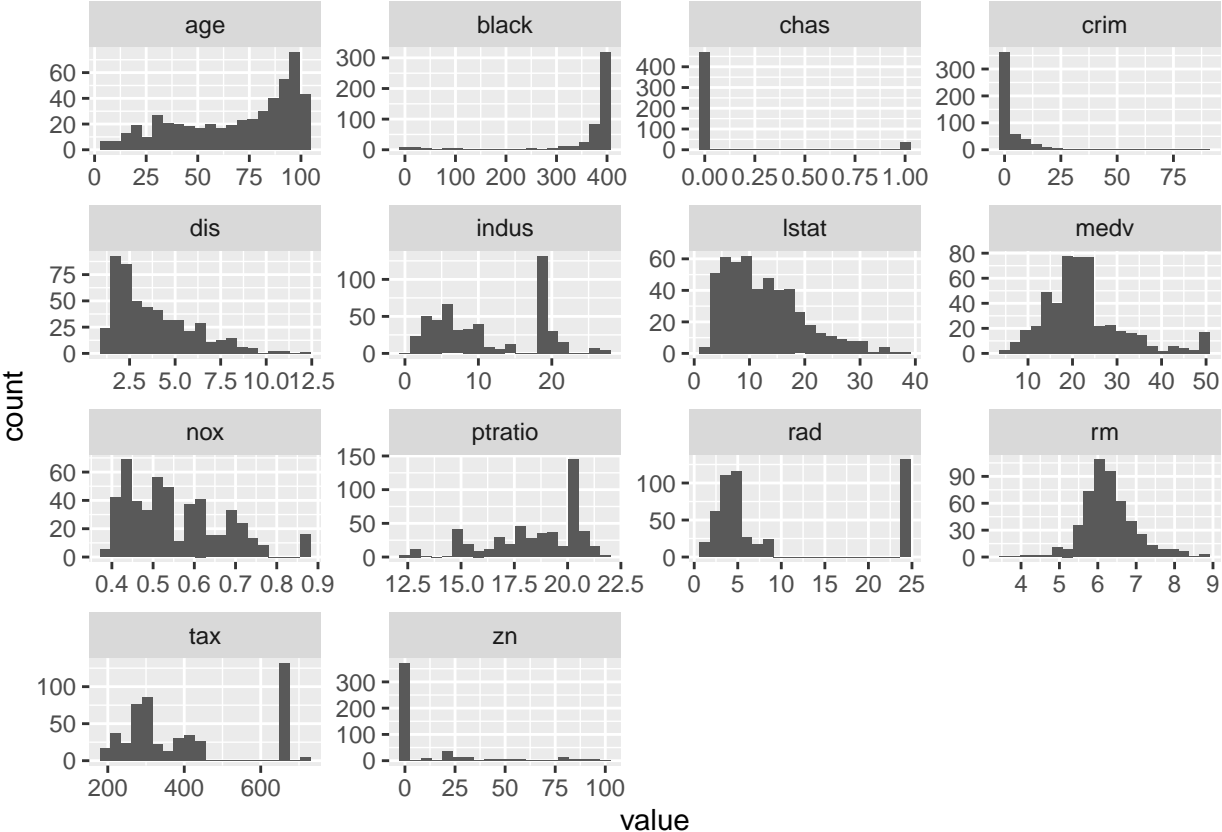 age black chas crim
60
40
20
0
0 25 50 75 100
300
200
100
0
0 100 200 300 400
400
300
200
100
0
0.00 0.25 0.50 0.75 1.00
300
200
100
0
0 25 50 75
dis indus lstat medv
75
50
25
0
2.5 5.0 7.5 10.0 12.5
100
50
0
0 10 20
60
40
20
0
0 10 20 30 40
80
60
40
20
0
10 20 30 40 50
nox ptratio rad rm
60
40
20
0
0.4 0.5 0.6 0.7 0.8 0.9
150
100
50
0
12.5 15.0 17.5 20.0 22.5
100
50
0
0 5 10 15 20 25
90
60
30
0
4 5 6 7 8 9
tax zn
100
50
0
200 400 600
300
200
100
0
0 25 50 75 100
count
value